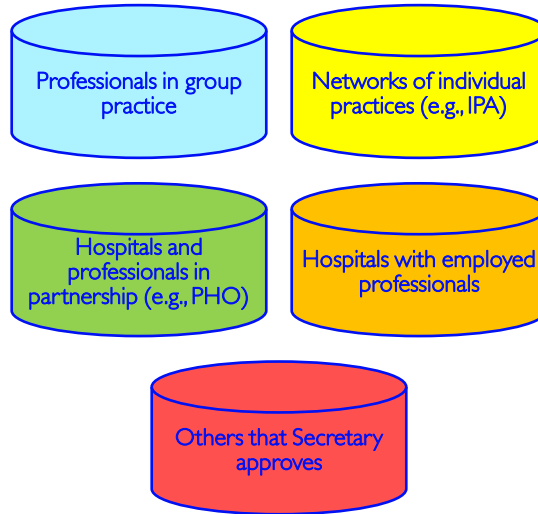 Professionals in group
practice
Networks of individual
practices (e.g., IPA)
Hospitals and
professionals in
partnership (e.g., PHO)
Hospitals with employed
professionals
Others that Secretary
approves